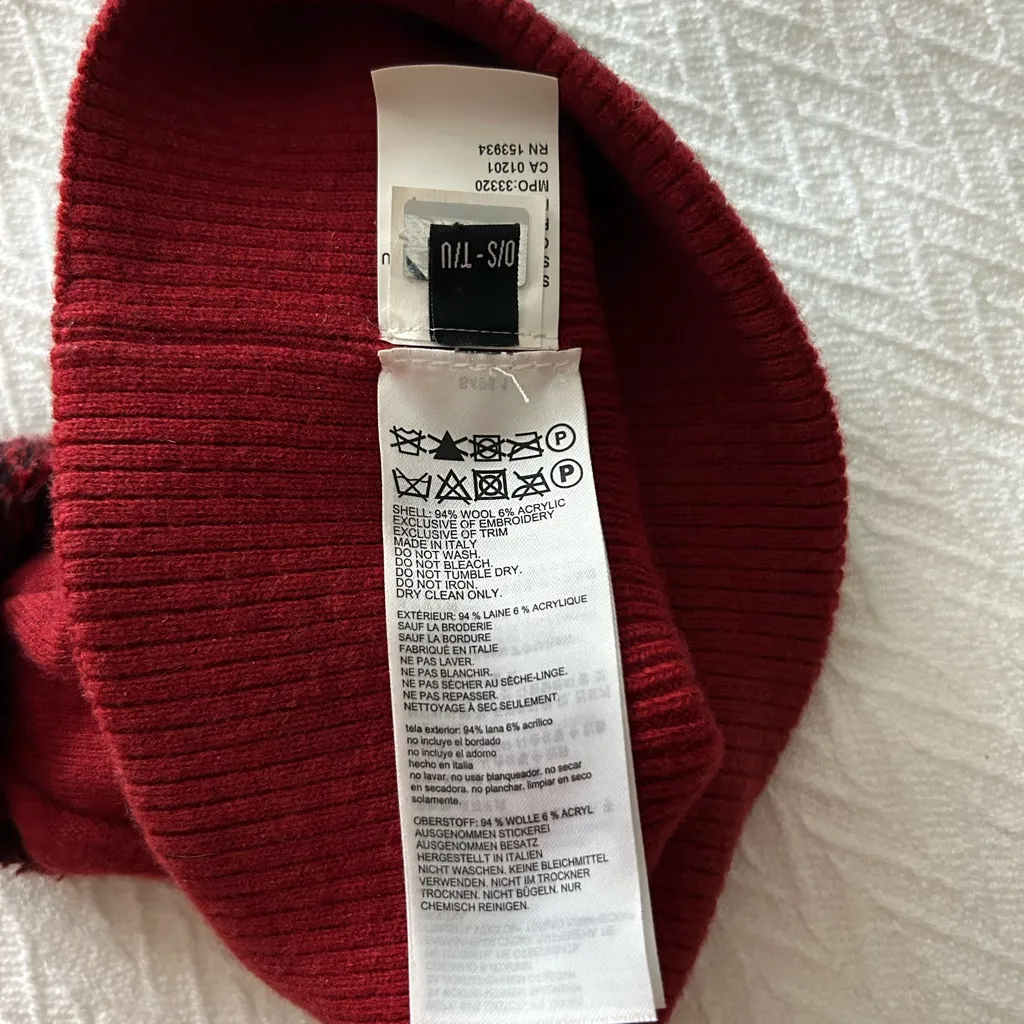 RN 153934
CA 01201
MPO:33320
O/S - T/U
P
P
SHELL: 94% WOOL 6% ACRYLIC
EXCLUSIVE OF EMBROIDERY
EXCLUSIVE OF TRIM
MADE IN ITALY
DO NOT WASH.
DO NOT BLEACH.
DO NOT TUMBLE DRY.
DO NOT IRON.
DRY CLEAN ONLY.
EXTÉRIEUR: 94 % LAINE 6 % ACRYLIQUE
SAUF LA BRODERIE
SAUF LA BORDURE
FABRIQUÉ EN ITALIE
NE PAS LAVER.
NE PAS BLANCHIR.
NE PAS SÉCHER AU SÈCHE-LINGE.
NE PAS REPASSER.
NETTOYAGE À SEC SEULEMENT.
tela exterior: 94% lana 6% acrílico
no incluye el bordado
no incluye el adorno
hecho en italia
no lavar. no usar blanqueador. no secar
en secadora. no planchar. limpiar en seco
solamente.
OBERSTOFF: 94 % WOLLE 6 % ACRYL
AUSGENOMMEN STICKEREI
AUSGENOMMEN BESATZ
HERGESTELLT IN ITALIEN
NICHT WASCHEN. KEINE BLEICHMITTEL
VERWENDEN. NICHT IM TROCKNER
TROCKNEN. NICHT BÜGELN. NUR
CHEMISCH REINIGEN.